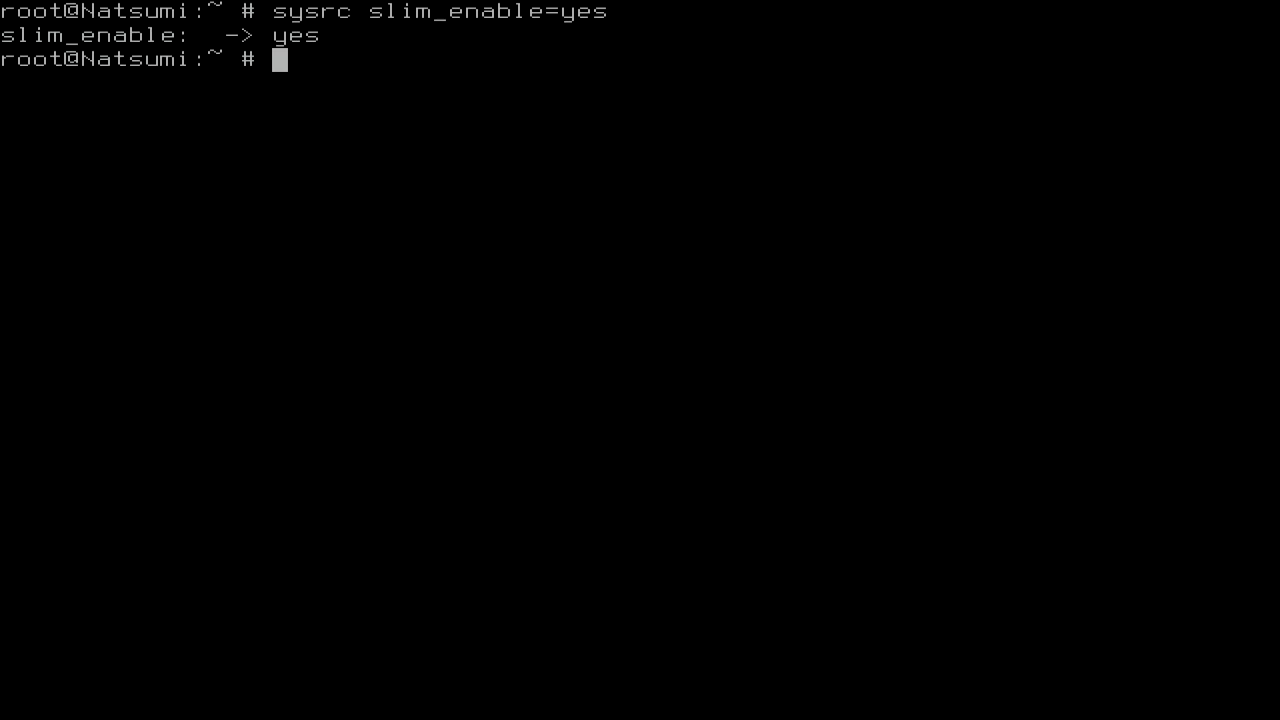 root@Natsumi:~ # sysrc slim_enable=yes
slim_enable:  -> yes
root@Natsumi:~ #